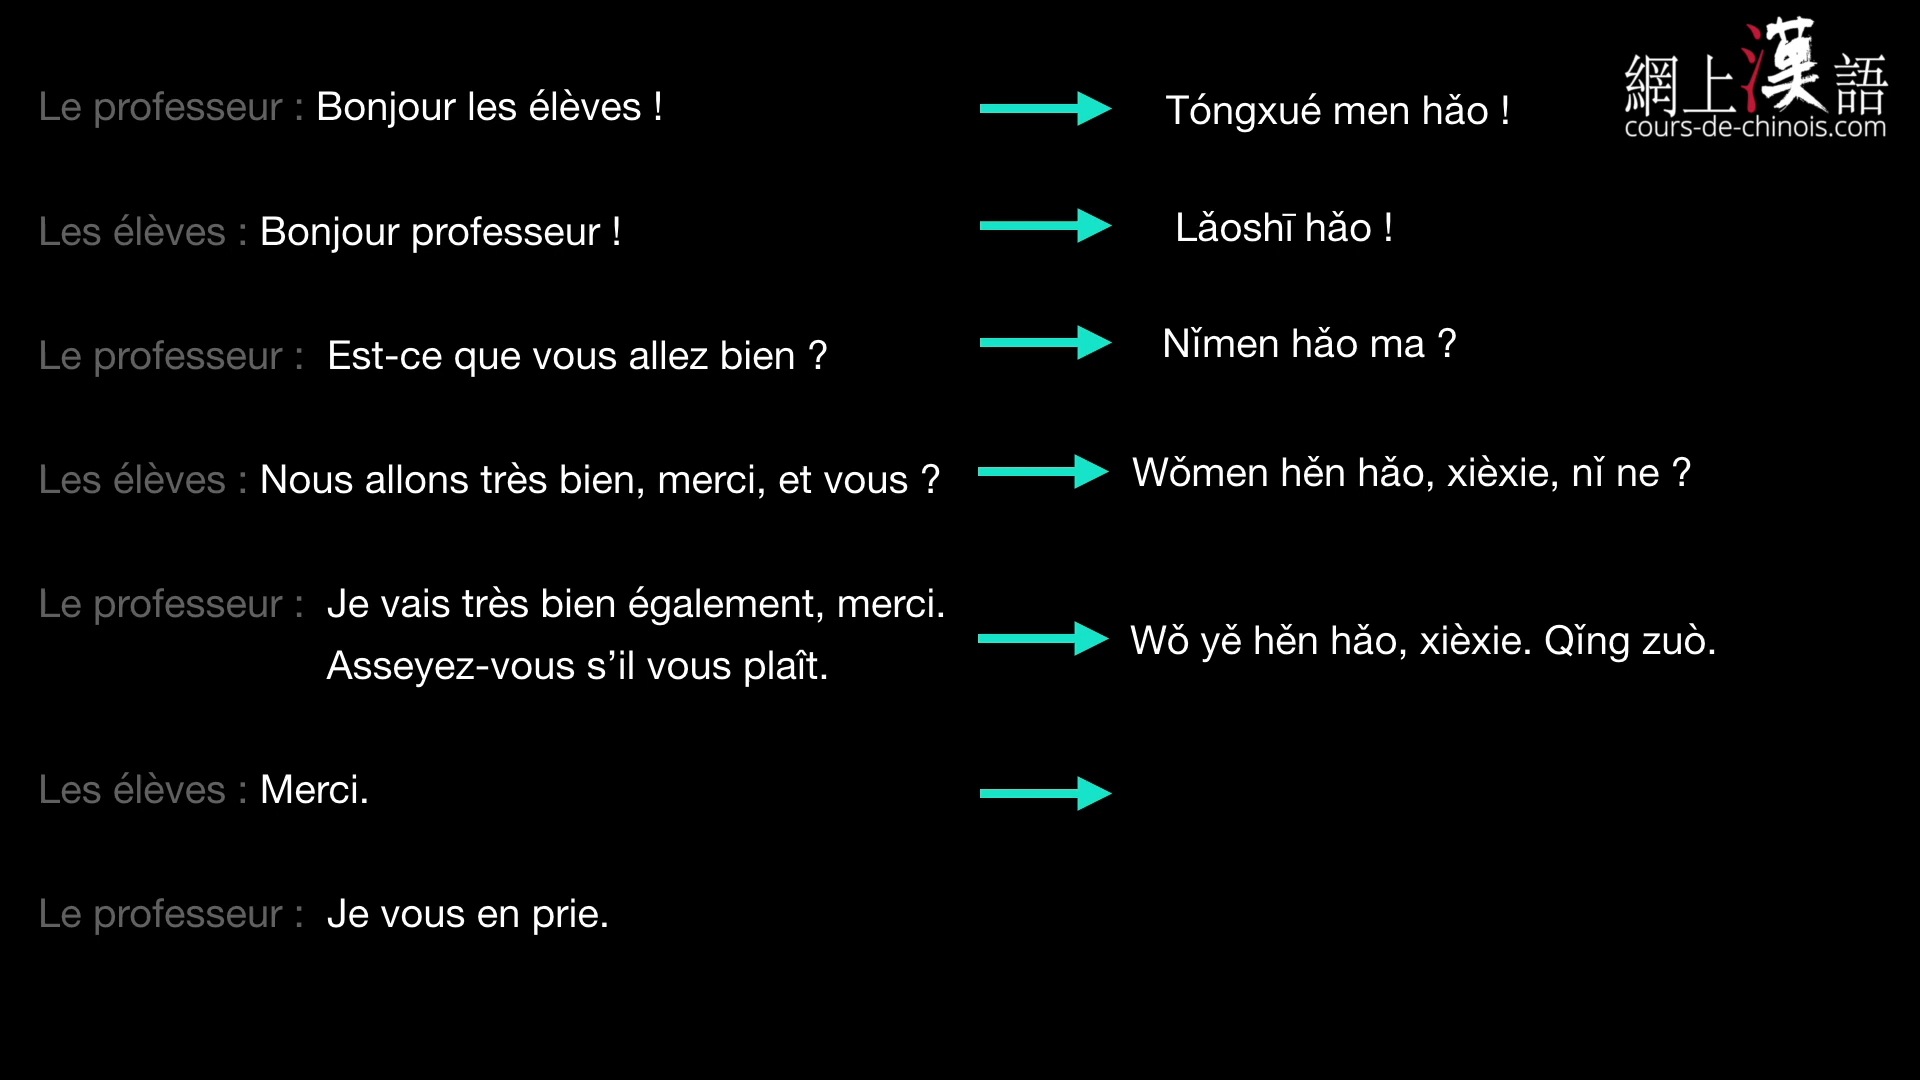 網上漢語
cours-de-chinois.com
Le professeur : Bonjour les élèves ! Tóngxué men hǎo !
Les élèves : Bonjour professeur ! Lǎoshī hǎo !
Le professeur : Est-ce que vous allez bien ? Nǐmen hǎo ma ?
Les élèves : Nous allons très bien, merci, et vous ? Wǒmen hěn hǎo, xièxie, nǐ ne ?
Le professeur : Je vais très bien également, merci.
Asseyez-vous s’il vous plaît.
Wǒ yě hěn hǎo, xièxie. Qǐng zuò.
Les élèves : Merci.
Le professeur : Je vous en prie.